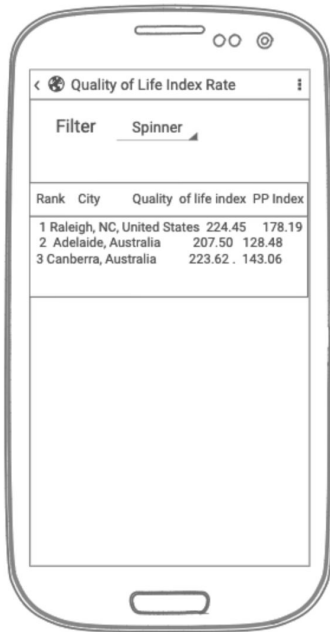 Quality of Life Index Rate
Filter Spinner
Rank City Quality of life index PP Index
1 Raleigh, NC, United States 224.45 178.19
2 Adelaide, Australia 207.50 128.48
3 Canberra, Australia 223.62 . 143.06